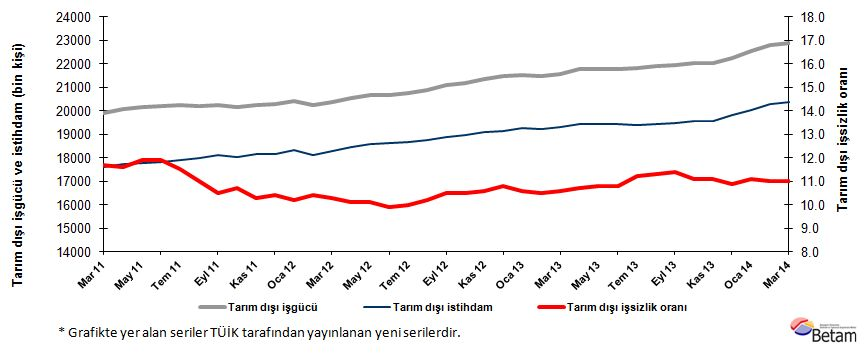 24000
23000
22000
21000
20000
19000
18000
17000
16000
15000
14000
Tarım dışı işgücü ve istihdam (bin kişi)
18.0
17.0
16.0
15.0
14.0
13.0
12.0
11.0
10.0
9.0
8.0
Tarım dışı işsizlik oranı
Mar 11
May 11
Tem 11
Eyl 11
Kas 11
Oca 12
Mar 12
May 12
Tem 12
Eyl 12
Kas 12
Oca 13
Mar 13
May 13
Tem 13
Eyl 13
Kas 13
Oca 14
Mar 14
Tarım dışı işgücü
Tarım dışı istihdam
Tarım dışı işsizlik oranı
* Grafikte yer alan seriler TÜİK tarafından yayınlanan yeni serilerdir.
Betam